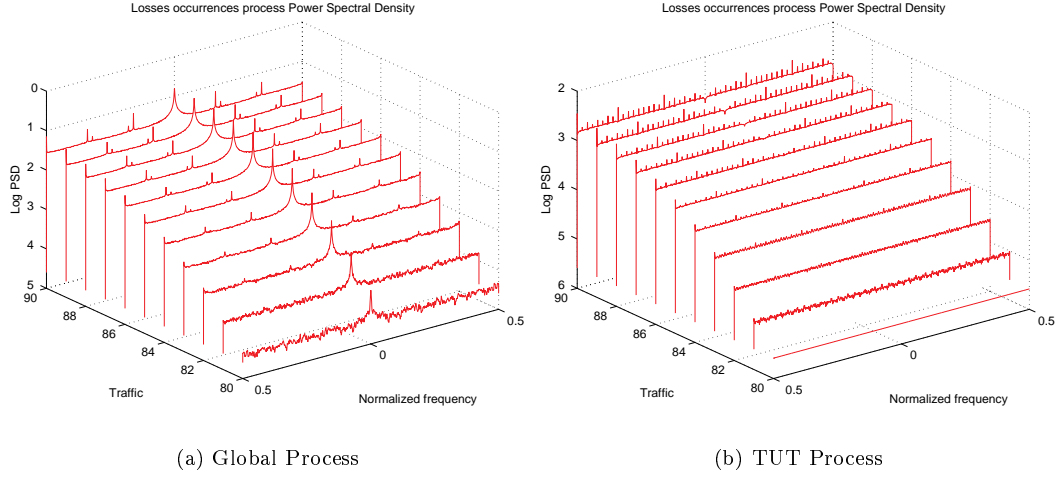 Losses occurrences process Power Spectral Density
0
1
2
3
4
5
Log PSD
90
88
86
84
82
80
Traffic
0.5
0
0.5
Normalized frequency
(a) Global Process
Losses occurrences process Power Spectral Density
2
3
4
5
6
Log PSD
90
88
86
84
82
80
Traffic
0.5
0
0.5
Normalized frequency
(b) TUT Process